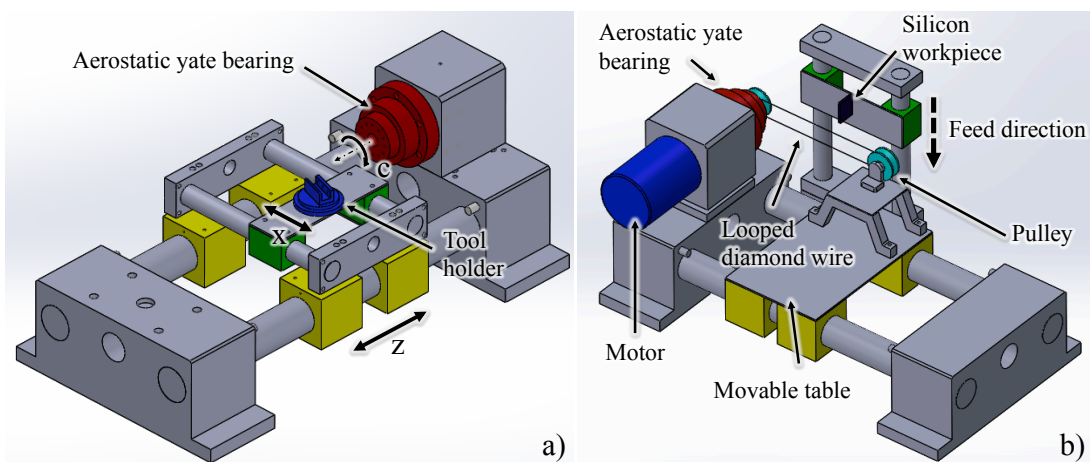 Aerostatic yate bearing
c
x
Tool
holder
z
a)
Aerostatic yate
bearing
Silicon
workpiece
Feed direction
Looped
diamond wire
Pulley
Motor
Movable table
b)